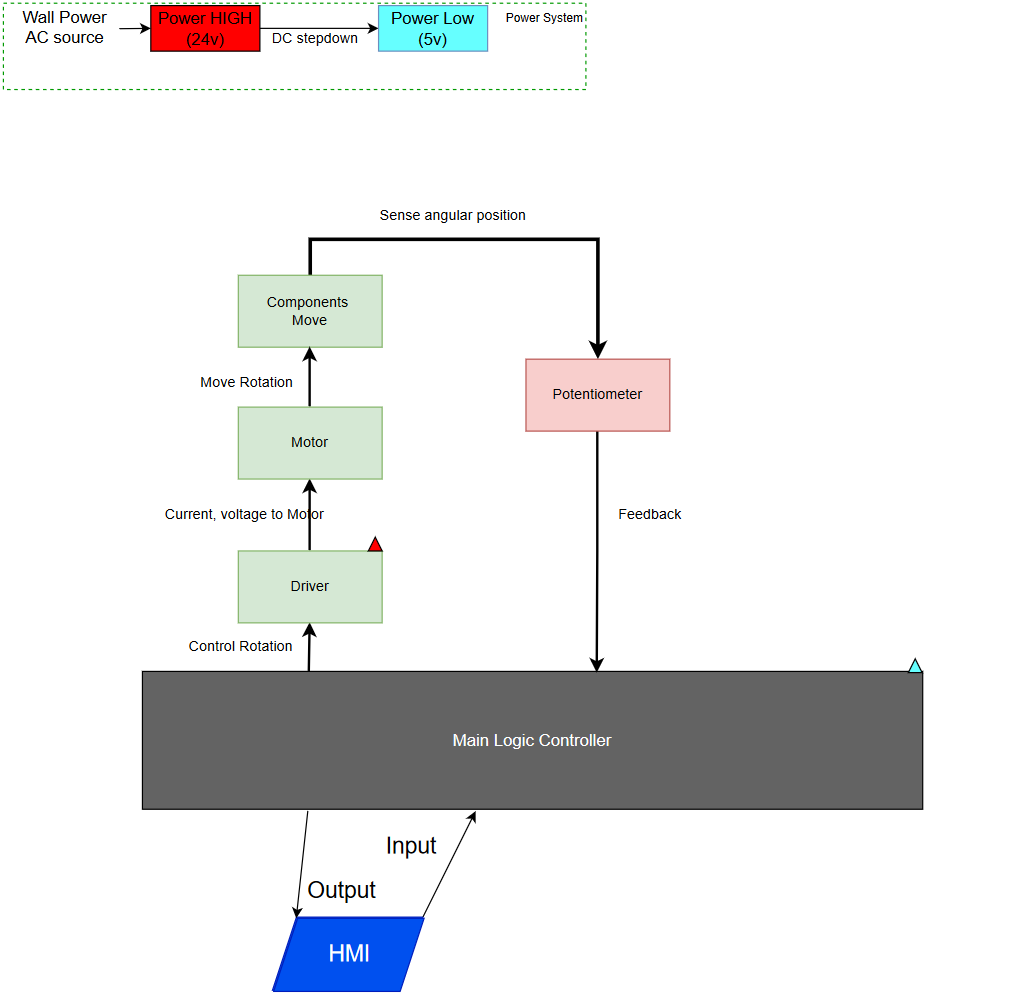 Wall Power
AC source
Power HIGH
(24v)
DC stepdown
Power Low
(5v)
Power System
Sense angular position
Components
Move
Move Rotation
Potentiometer
Motor
Current, voltage to Motor
Feedback
Driver
Control Rotation
Main Logic Controller
Input
Output
HMI